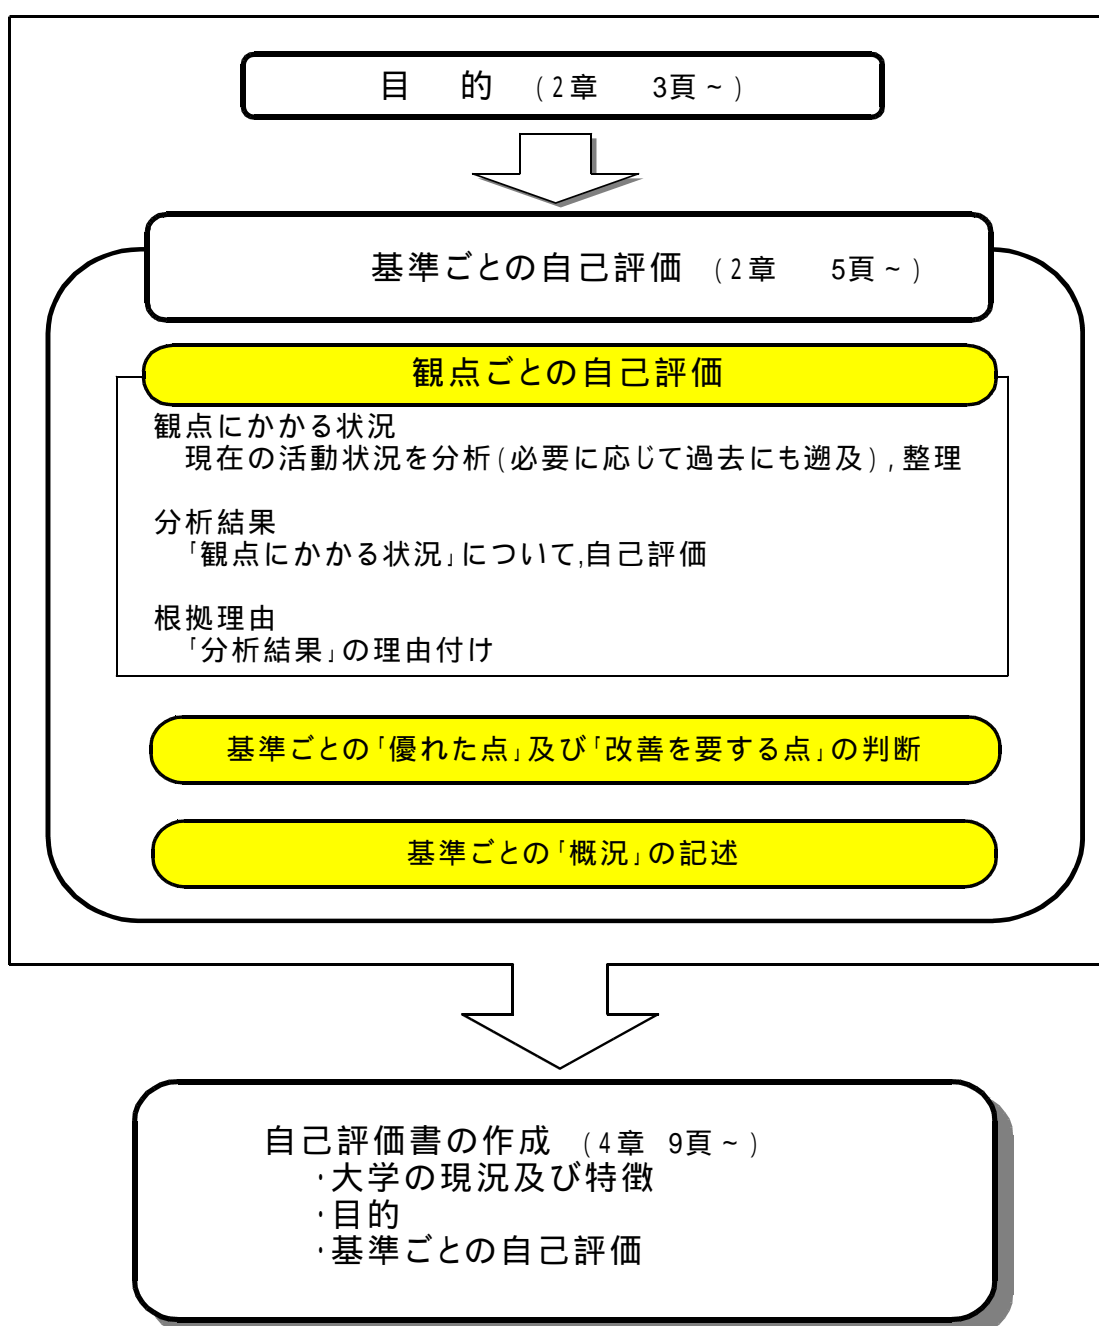 目　的　(2章　3頁~)
基準ごとの自己評価　(2章　5頁~)
観点ごとの自己評価
観点にかかる状況
現在の活動状況を分析(必要に応じて過去にも遡及),整理
分析結果
「観点にかかる状況」について,自己評価
根拠理由
「分析結果」の理由付け
基準ごとの「優れた点」及び「改善を要する点」の判断
基準ごとの「概況」の記述
自己評価書の作成　(4章 9頁~)
・大学の現況及び特徴
・目的
・基準ごとの自己評価